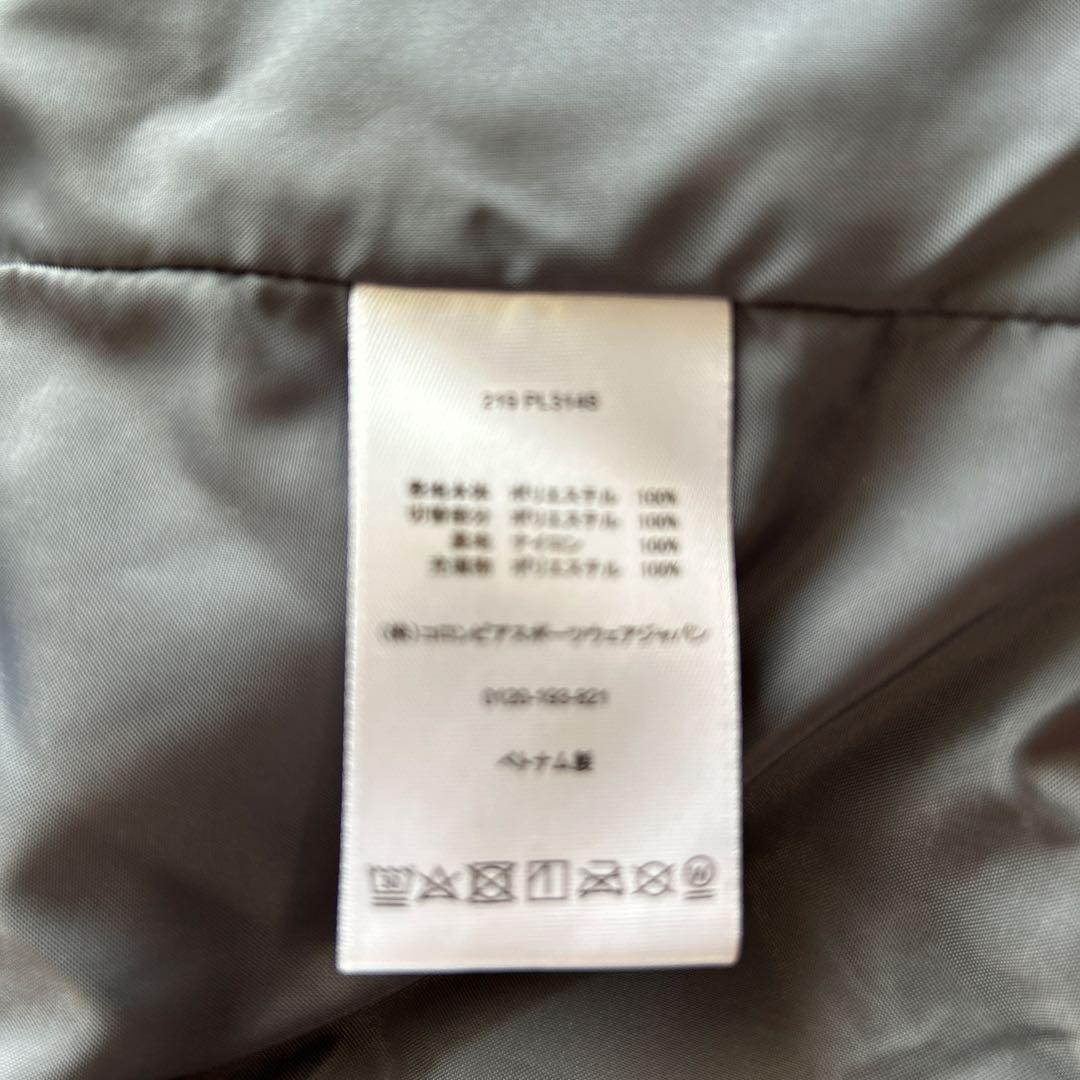 219 PL3148
表地本体 ポリエステル 100%
切替部分 ポリエステル 100%
裏地 ナイロン 100%
充填物 ポリエステル 100%
(株)コロンビアスポーツウェアジャパン
0120-193-821
ベトナム製
30
W